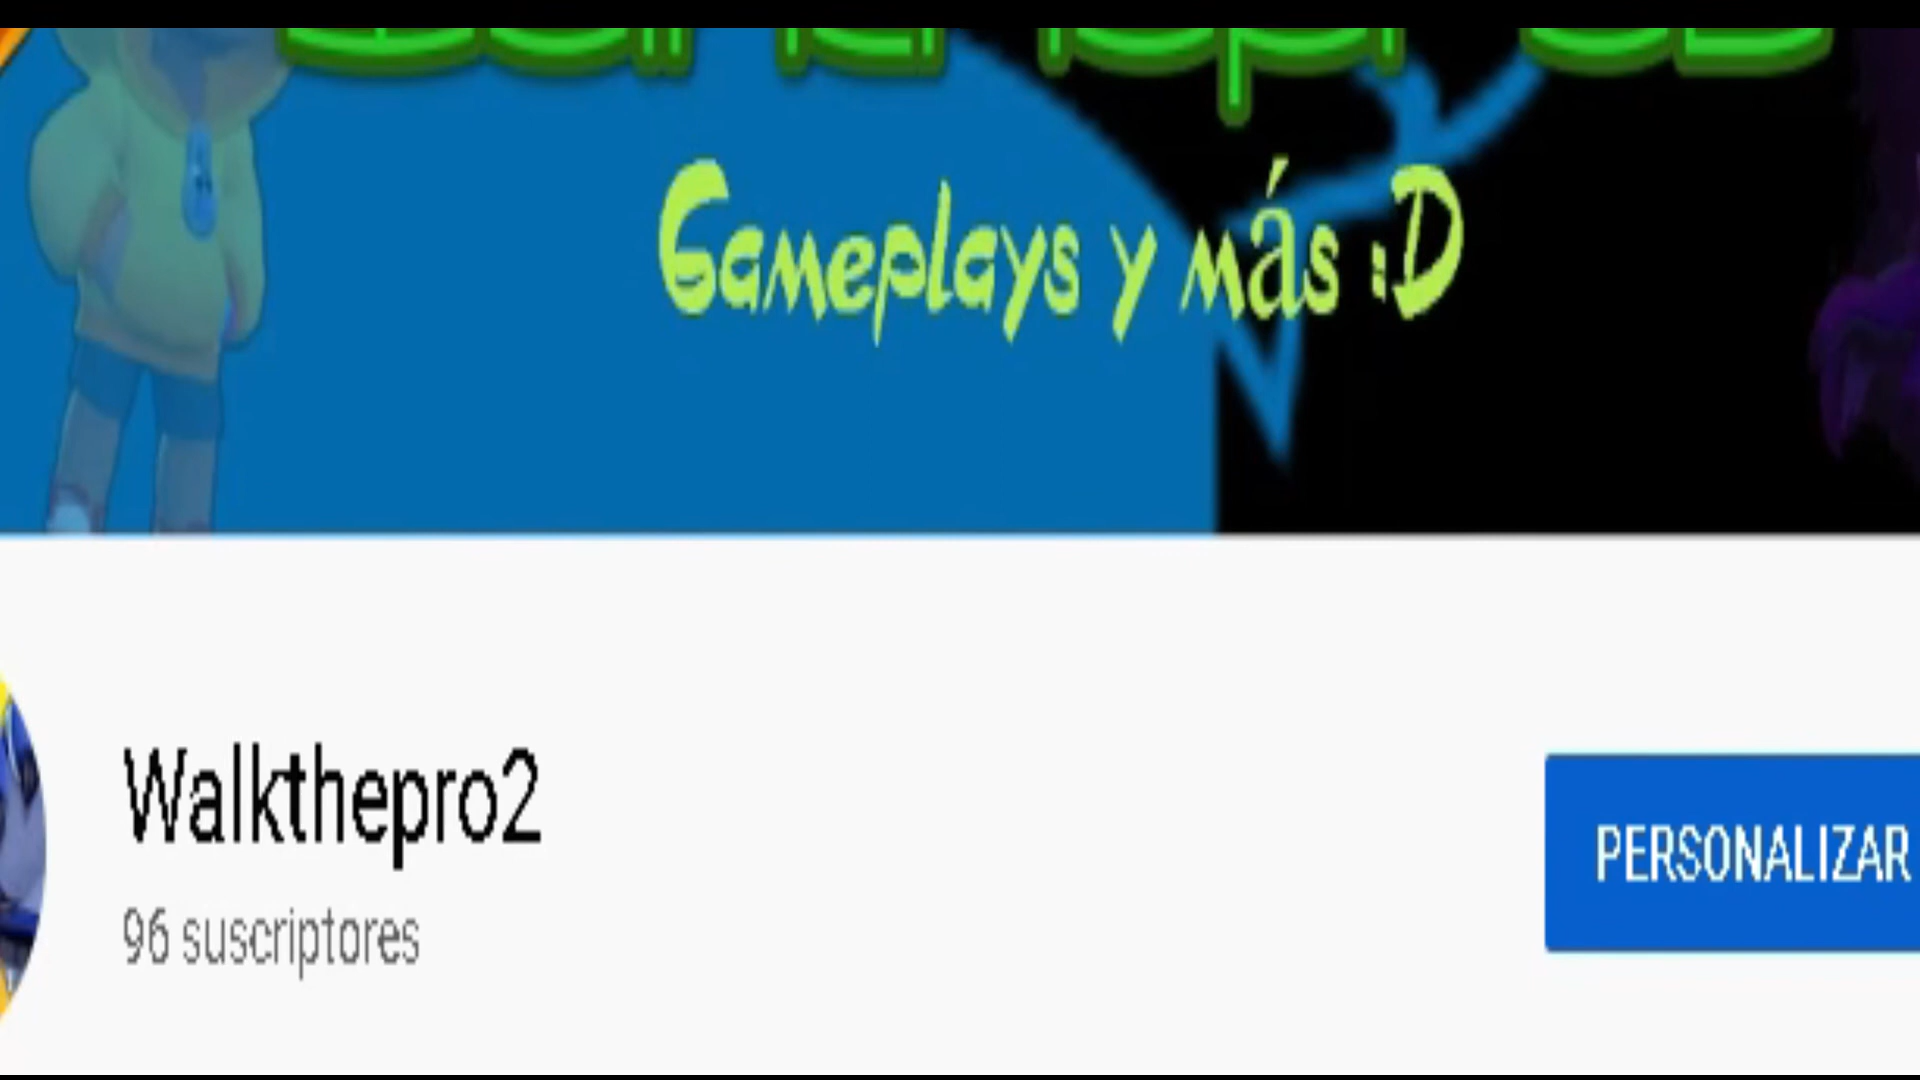 Gameplays y más :D
Walkthepro2
96 suscriptores
PERSONALIZAR